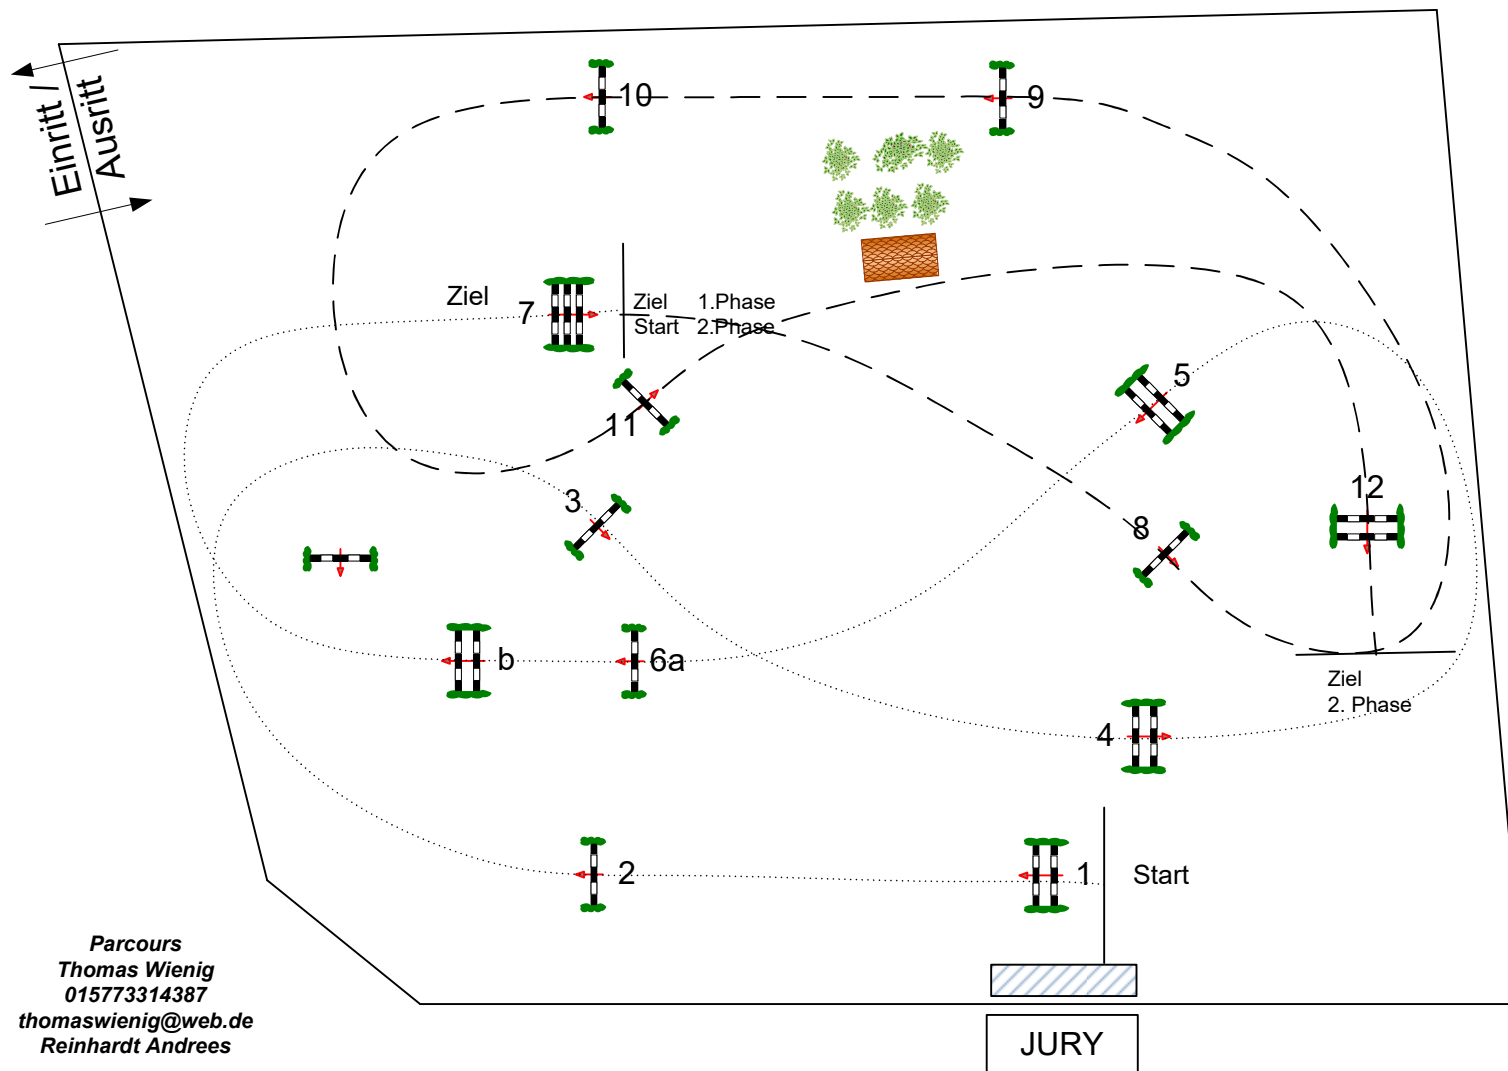 Einritt /
Ausritt
10
9
Ziel
7
Ziel 1.Phase
Start 2.Phase
5
11
12
3
8
b
6a
Ziel
2. Phase
4
2
1
Start
Parcours
Thomas Wienig
015773314387
thomaswienig@web.de
Reinhardt Andrees
JURY